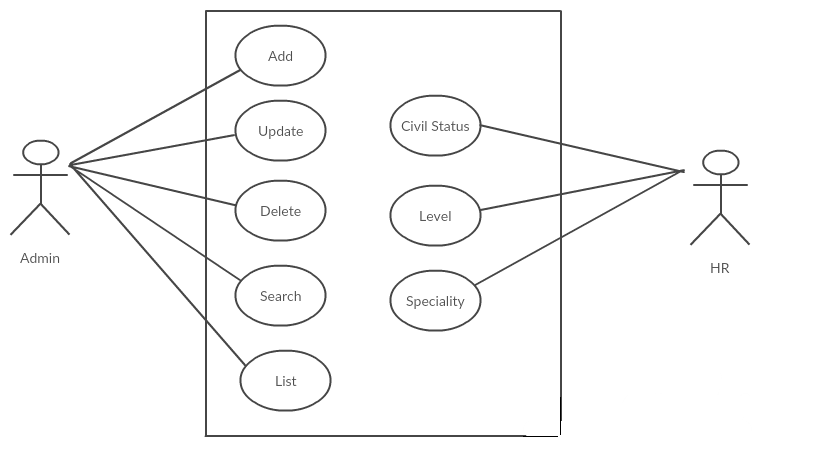 Add
Update
Delete
Search
List
Civil Status
Level
Speciality
Admin
HR